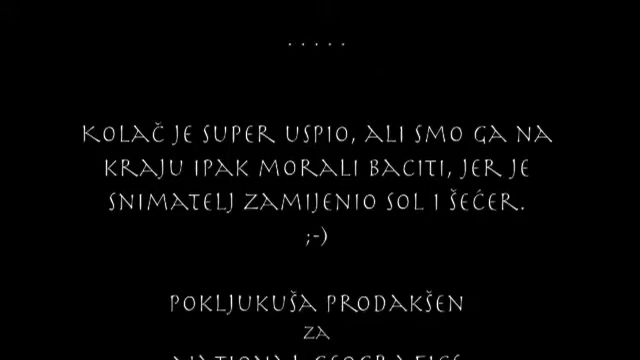 .....
KOLAČ JE SUPER USPIO, ALI SMO GA NA
KRAJU IPAK MORALI BACITI, JER JE
SNIMATELJ ZAMIJENIO SOL I ŠEĆER.
;-)
POKLJUKUŠA PRODAKŠEN
ZA